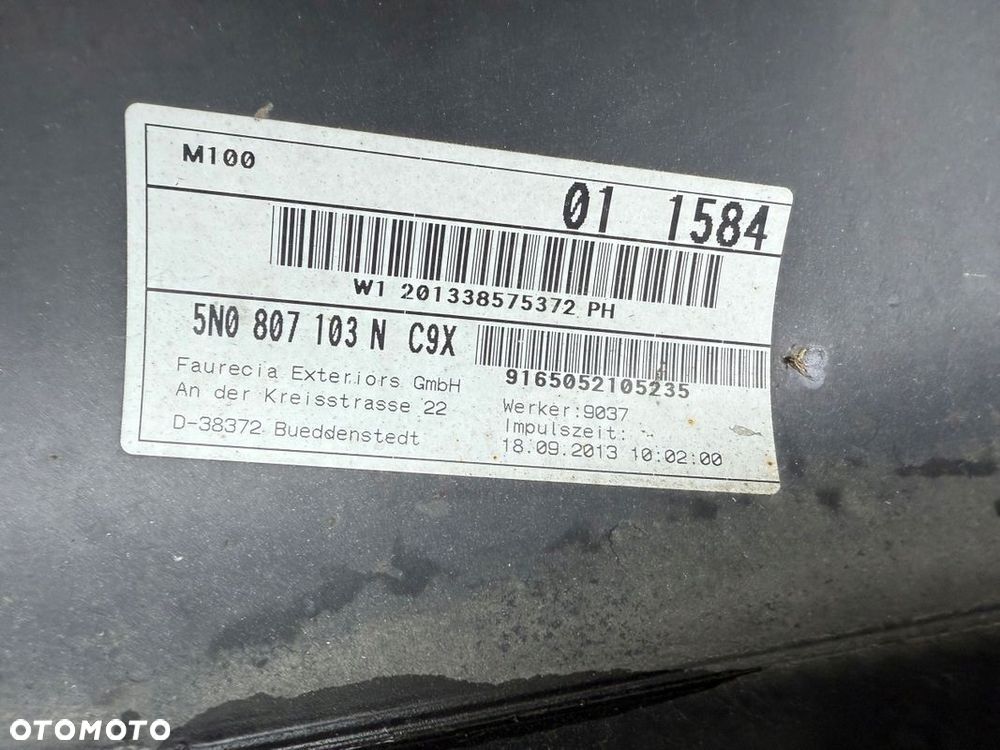 M100
01 1584
W1 201338575372 PH
5N0 807 103 N C9X
9165052105235
Faurecia Exteriors GmbH
An der Kreisstrasse 22
D-38372 Bueddenstedt
Werker:9037
Impulszeit:
18.09.2013 10:02:00
OTOMOTO